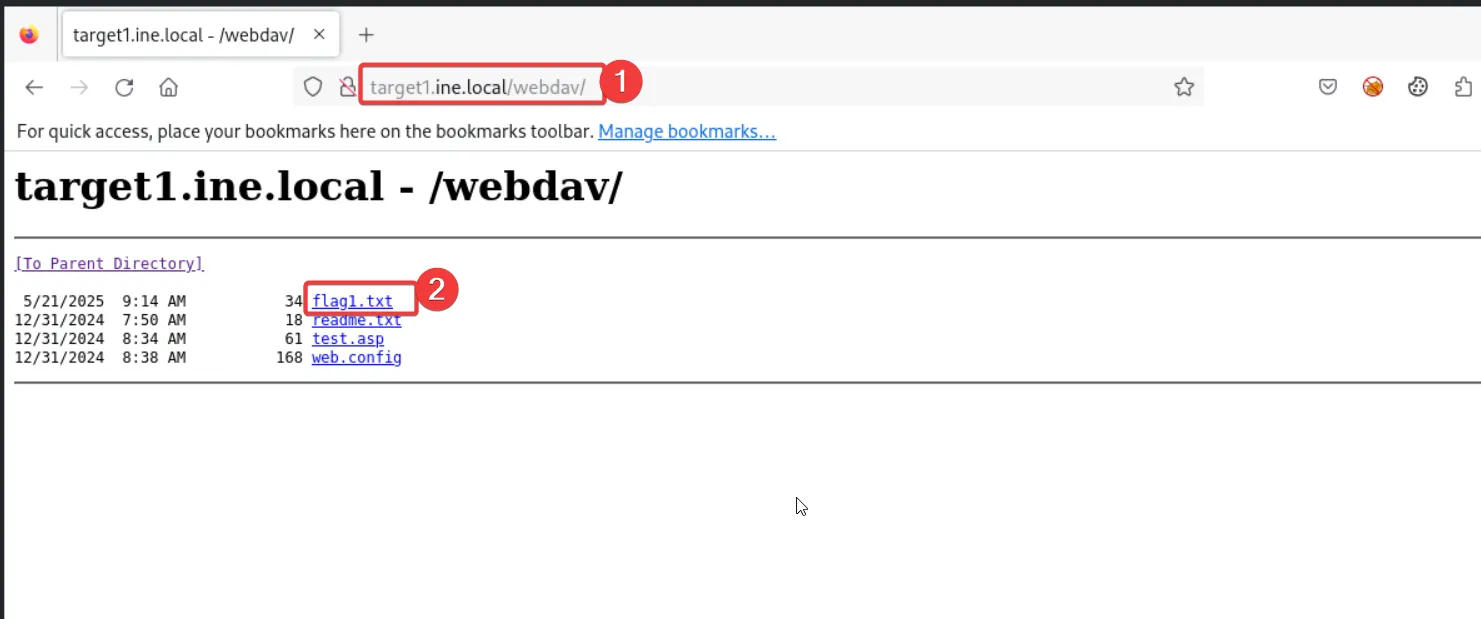 target1.ine.local - /webdav/
target1.ine.local/webdav/ 1
For quick access, place your bookmarks here on the bookmarks toolbar. Manage bookmarks...
target1.ine.local - /webdav/
[To Parent Directory]
5/21/2025 9:14 AM 34 flag1.txt 2
12/31/2024 7:50 AM 18 readme.txt
12/31/2024 8:34 AM 61 test.asp
12/31/2024 8:38 AM 168 web.config